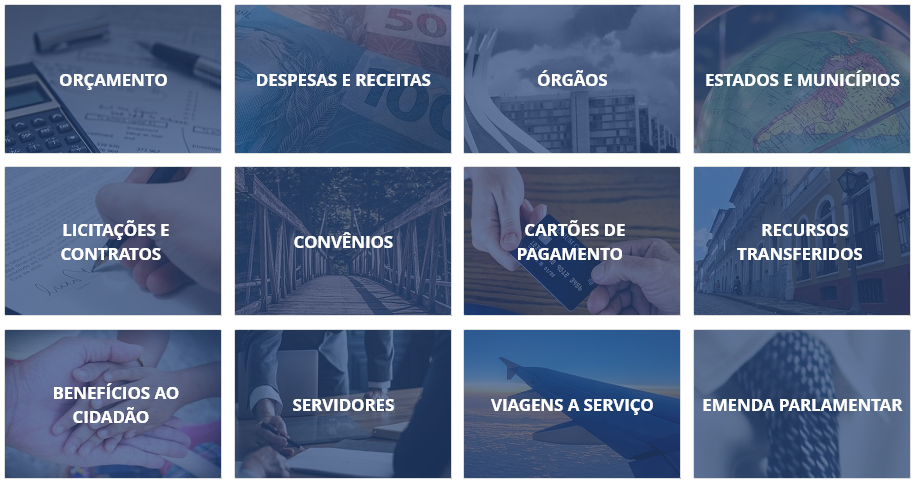 ORÇAMENTO
DESPESAS E RECEITAS
ÓRGÃOS
ESTADOS E MUNICÍPIOS
LICITAÇÕES E
CONTRATOS
CONVÊNIOS
CARTÕES DE
PAGAMENTO
RECURSOS
TRANSFERIDOS
BENEFÍCIOS AO
CIDADÃO
SERVIDORES
VIAGENS A SERVIÇO
EMENDA PARLAMENTAR